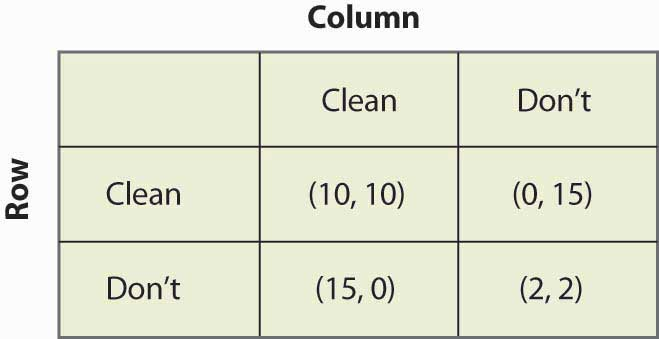 Column
Clean Don’t
Row
Clean (10, 10) (0, 15)
Don’t (15, 0) (2, 2)